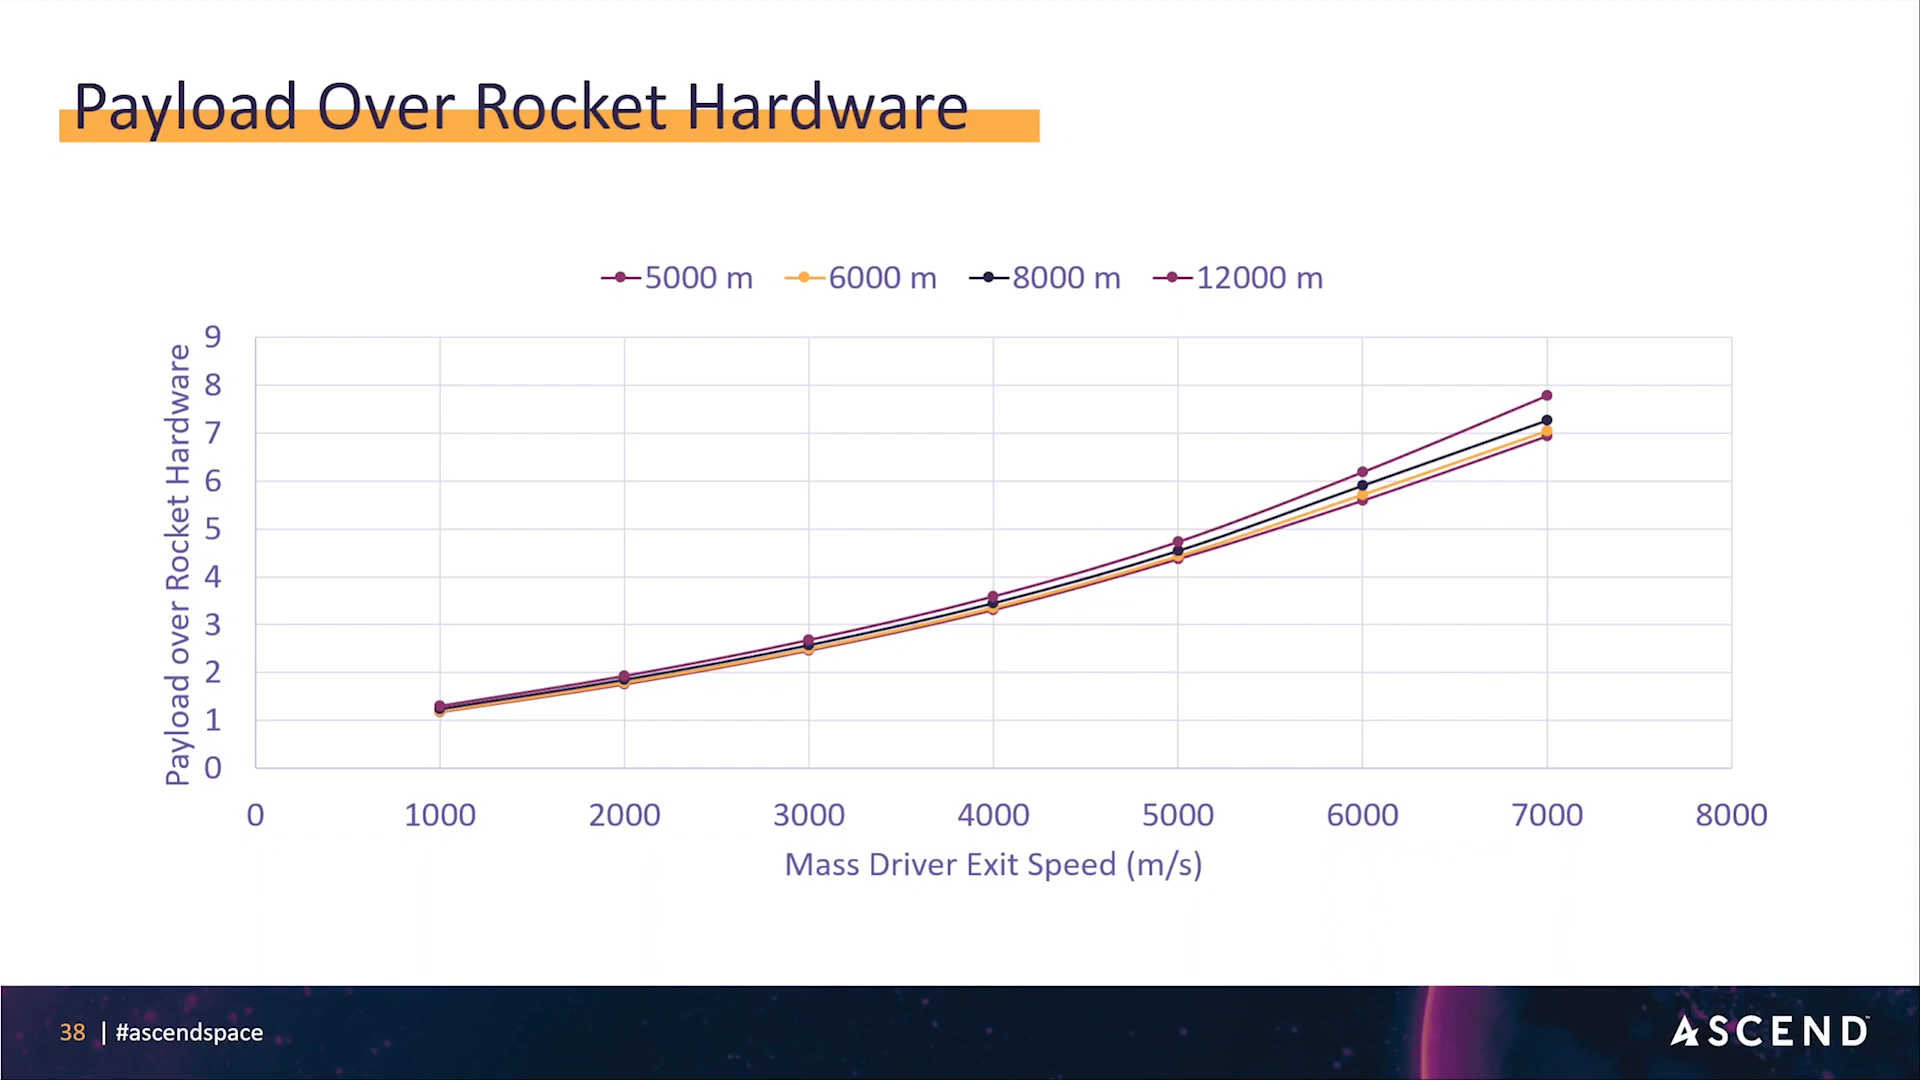 Payload Over Rocket Hardware
5000 m 6000 m 8000 m 12000 m
Payload over Rocket Hardware
9
8
7
6
5
4
3
2
1
0
0 1000 2000 3000 4000 5000 6000 7000 8000
Mass Driver Exit Speed (m/s)
38 | #ascendspace
ASCEND™